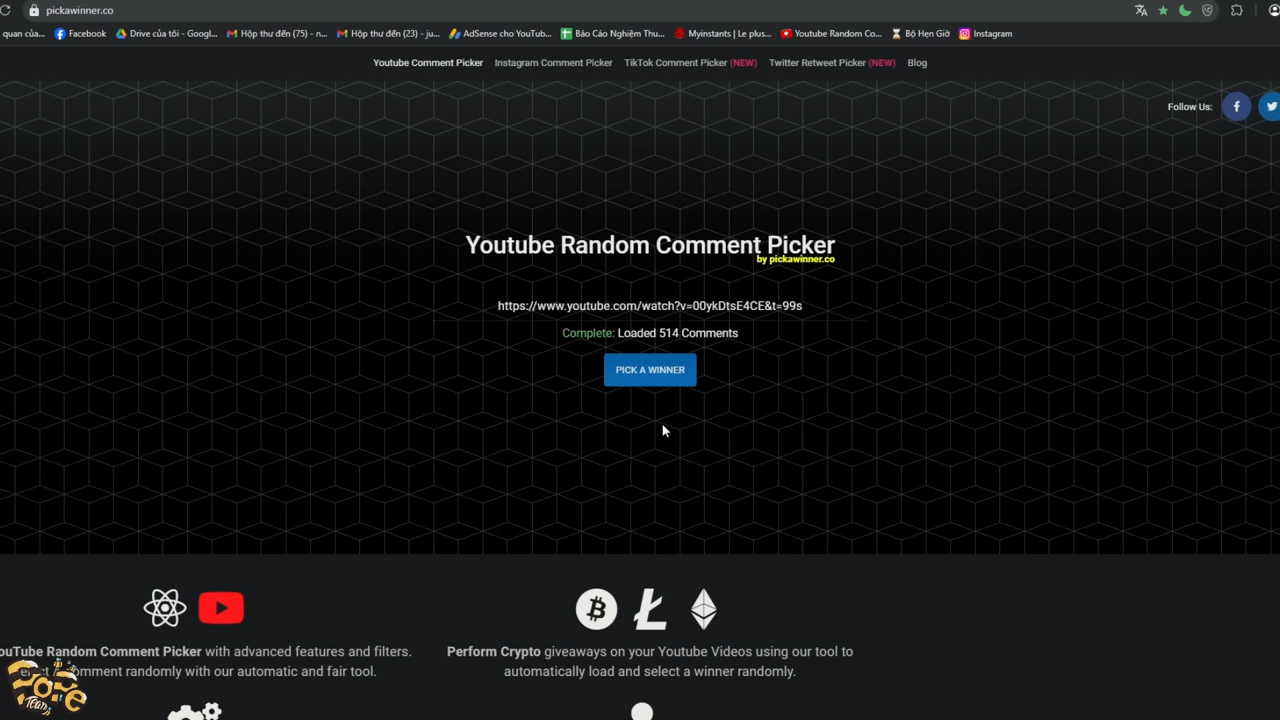 pickawinner.co
quan của... Facebook Drive của tôi - Googl... Hộp thư đến (75) - n... Hộp thư đến (23) - ju... AdSense cho YouTub... Báo Cáo Nghiệm Thu... Myinstants | Le plus... Youtube Random Co... Bộ Hẹn Giờ Instagram
Youtube Comment Picker Instagram Comment Picker TikTok Comment Picker (NEW) Twitter Retweet Picker (NEW) Blog
Follow Us:
Youtube Random Comment Picker
by pickawinner.co
https://www.youtube.com/watch?v=00ykDtsE4CE&t=99s
Complete: Loaded 514 Comments
PICK A WINNER
ouTube Random Comment Picker with advanced features and filters.
comment randomly with our automatic and fair tool.
Perform Crypto giveaways on your Youtube Videos using our tool to
automatically load and select a winner randomly.
Team